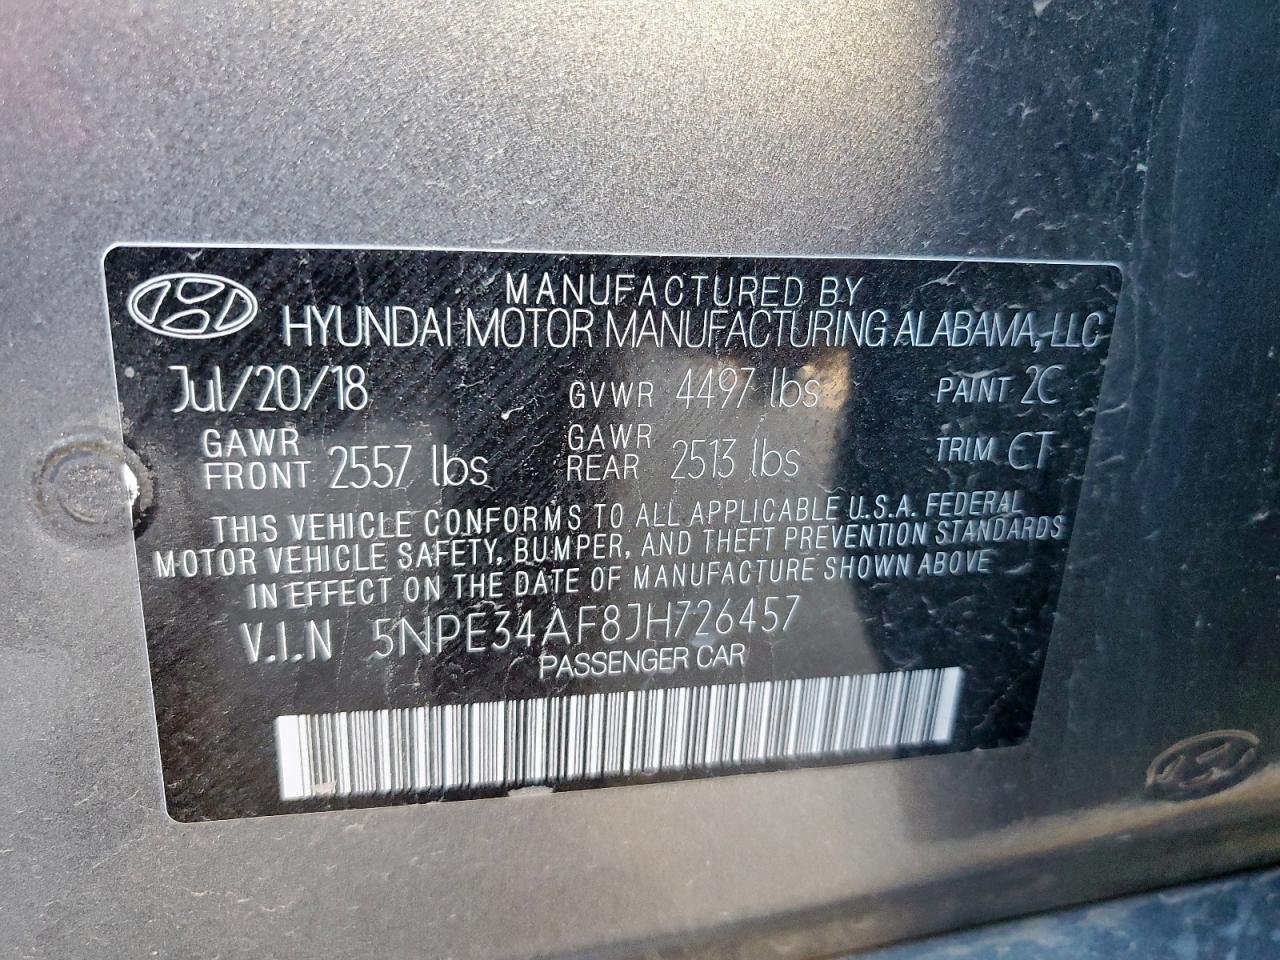 MANUFACTURED BY
HYUNDAI MOTOR MANUFACTURING ALABAMA, LLC
Jul/20/18 GVWR 4497 lbs PAINT 2C
GAWR FRONT 2557 lbs GAWR REAR 2513 lbs TRIM CT
THIS VEHICLE CONFORMS TO ALL APPLICABLE U.S.A. FEDERAL
MOTOR VEHICLE SAFETY, BUMPER, AND THEFT PREVENTION STANDARDS
IN EFFECT ON THE DATE OF MANUFACTURE SHOWN ABOVE
V.I.N 5NPE34AF8JH726457
PASSENGER CAR